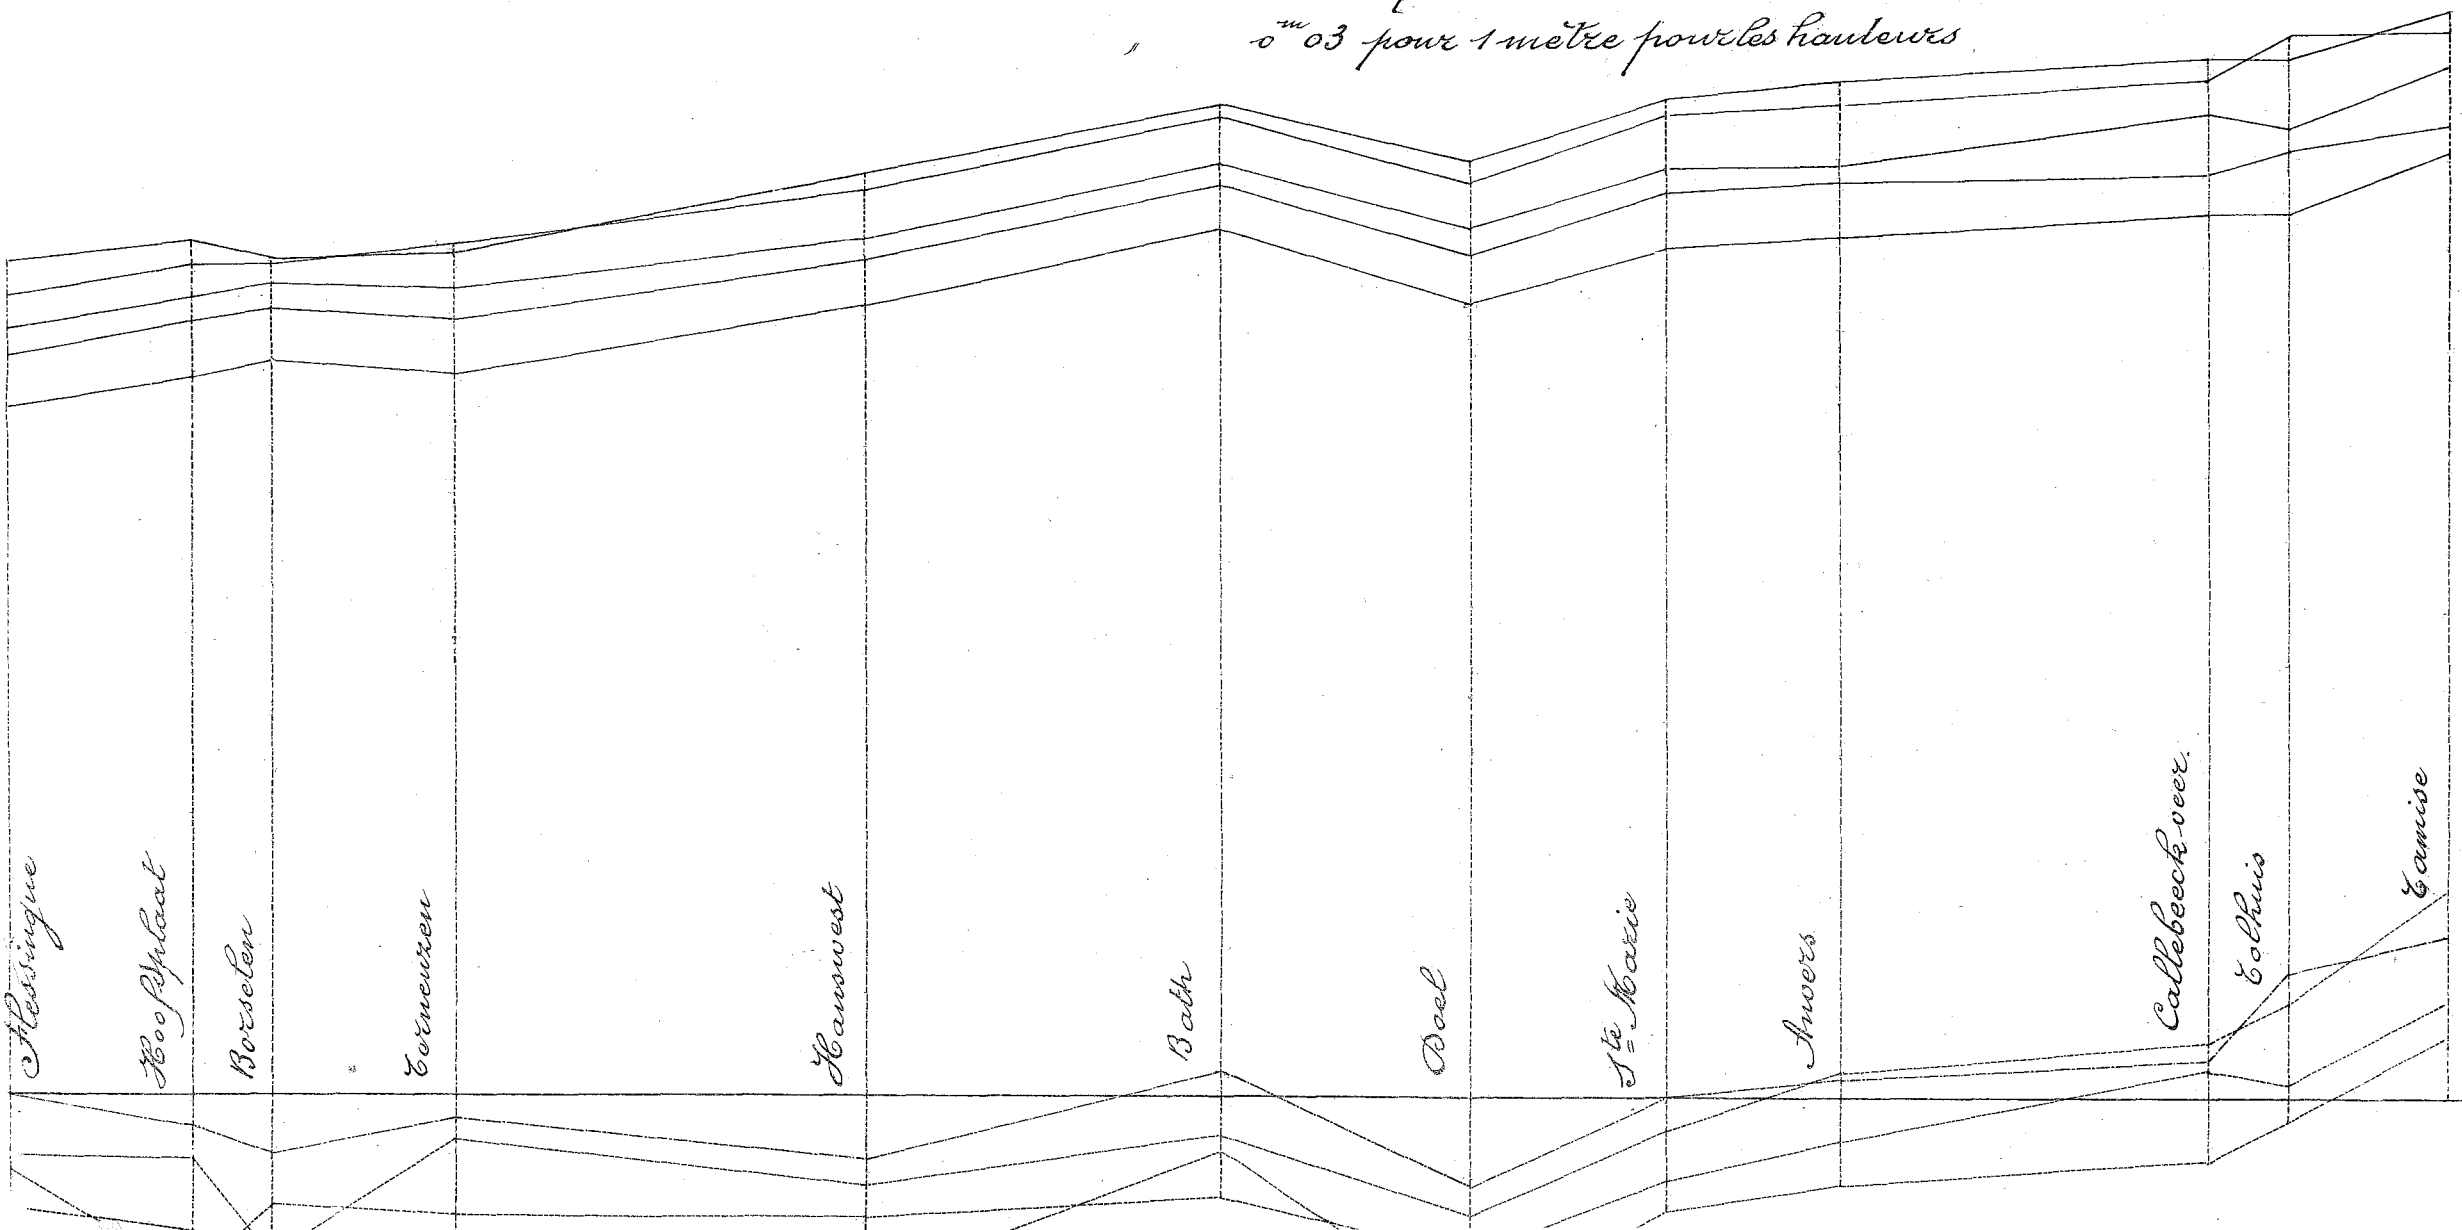 0m03 pour 1 mètre pour les hauteurs
Flessingue
Hoofdplaat
Borselen
Terneuzen
Hanswest
Bath
Doel
Ste Marie
Anvers
Callebeeck veer.
Tolhuis
Tamise